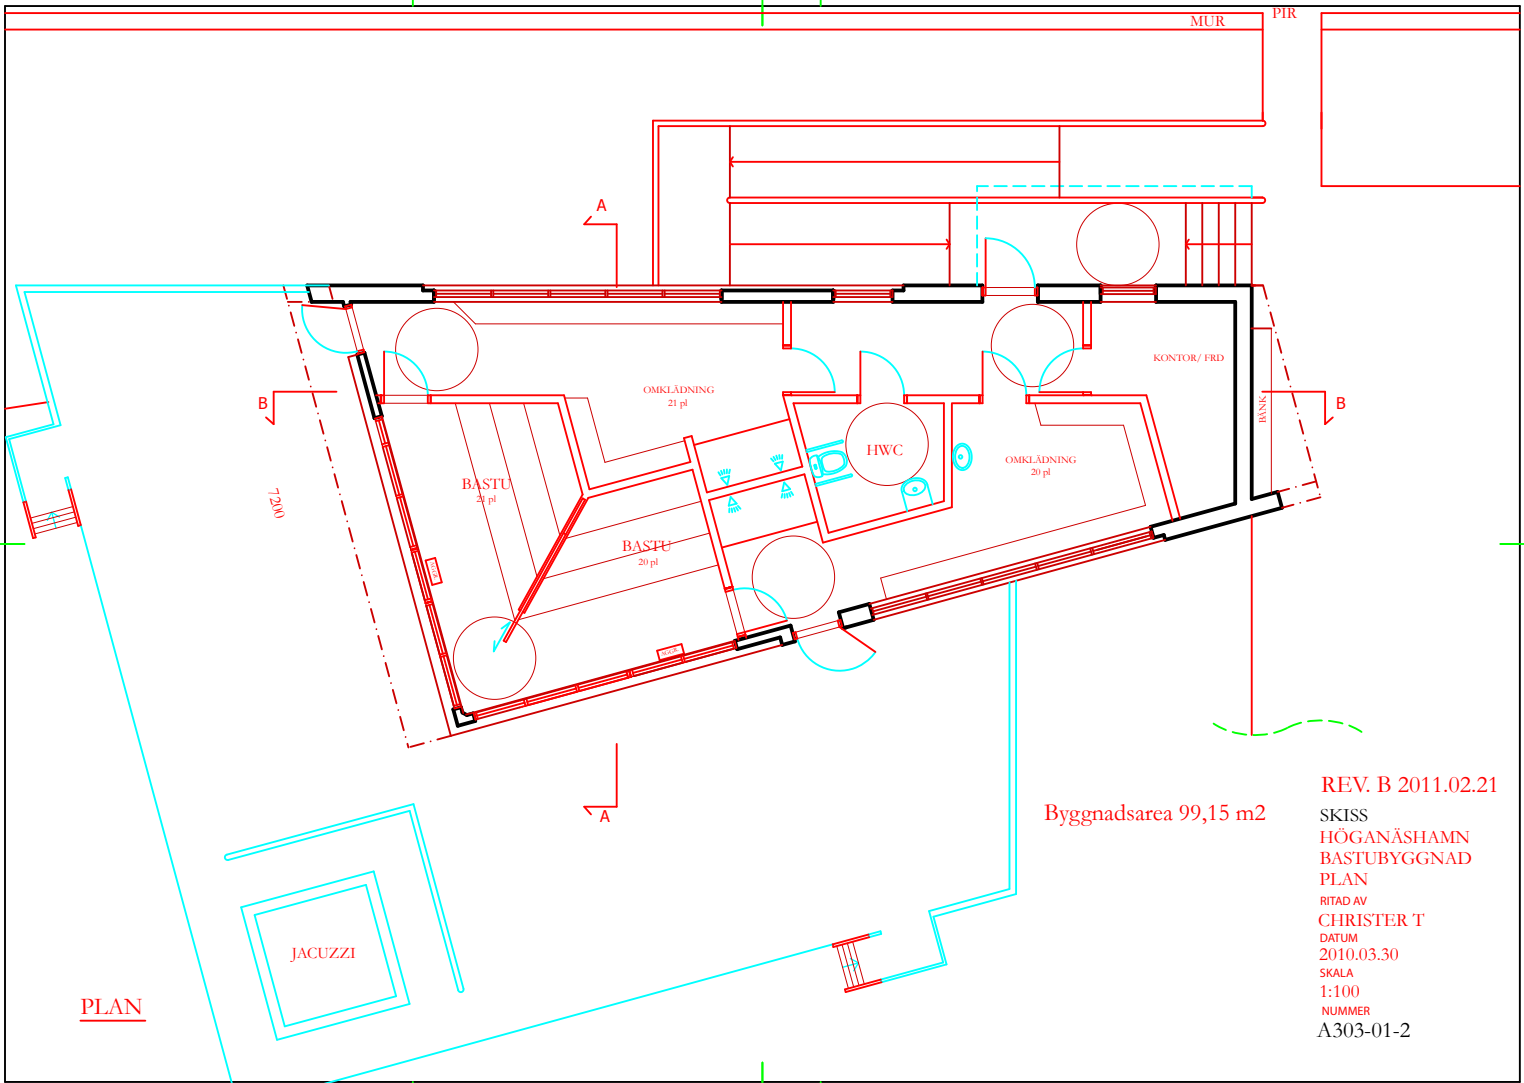 PIR
MUR
A
B
OMKLÄDNING
21 pl
KONTOR/ FRD
BÄNK
B
HWC
OMKLÄDNING
20 pl
BASTU
21 pl
7200
BASTU
20 pl
AGGR.
AGGR.
A
JACUZZI
PLAN
Byggnadsarea 99,15 m2
REV. B 2011.02.21
SKISS
HÖGANÄSHAMN
BASTUBYGGNAD
PLAN
RITAD AV
CHRISTER T
DATUM
2010.03.30
SKALA
1:100
NUMMER
A303-01-2